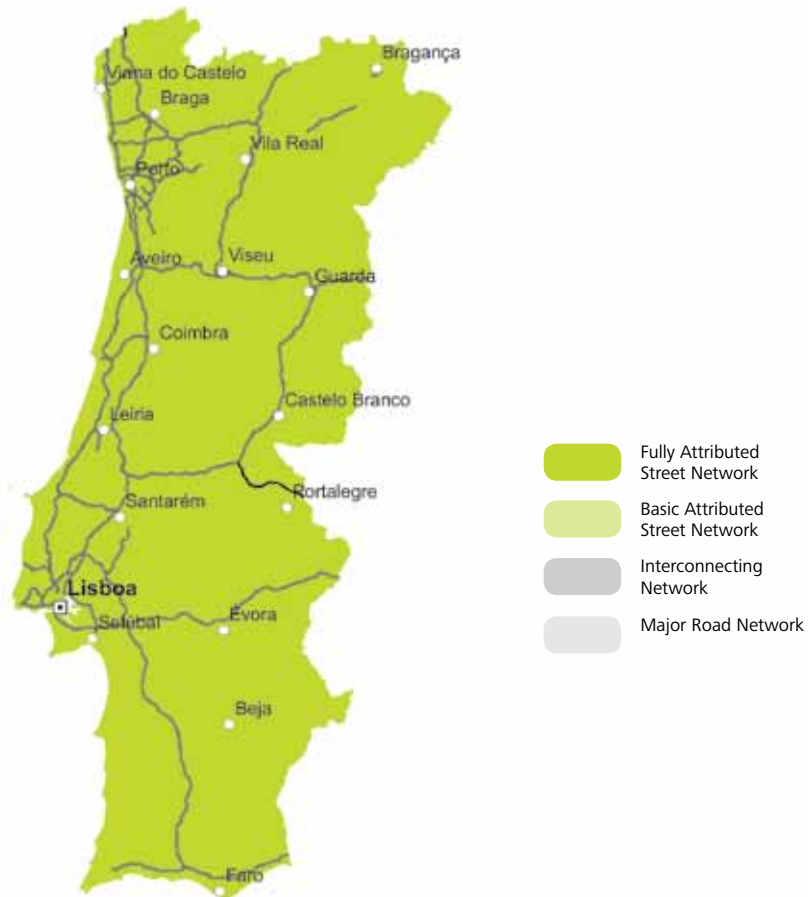 Bragança
Viana do Castelo
Braga
Vila Real
Porto
Aveiro
Viseu
Guarda
Coimbra
Castelo Branco
Leiria
Portalegre
Santarém
Lisboa
Setúbal
Évora
Beja
Faro
Fully Attributed
Street Network
Basic Attributed
Street Network
Interconnecting
Network
Major Road Network